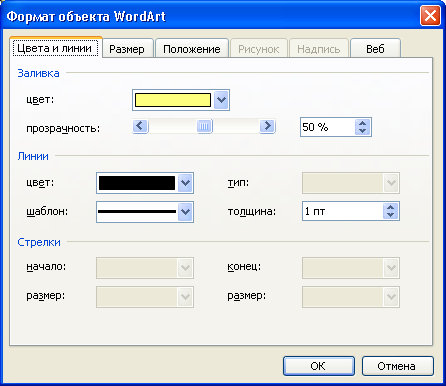 Формат объекта WordArt
Цвета и линии Размер Положение Рисунок Надпись Веб
Заливка
цвет:
прозрачность: 50 %
Линии
цвет: тип:
шаблон: толщина: 1 пт
Стрелки
начало: конец:
размер: размер:
ОК Отмена